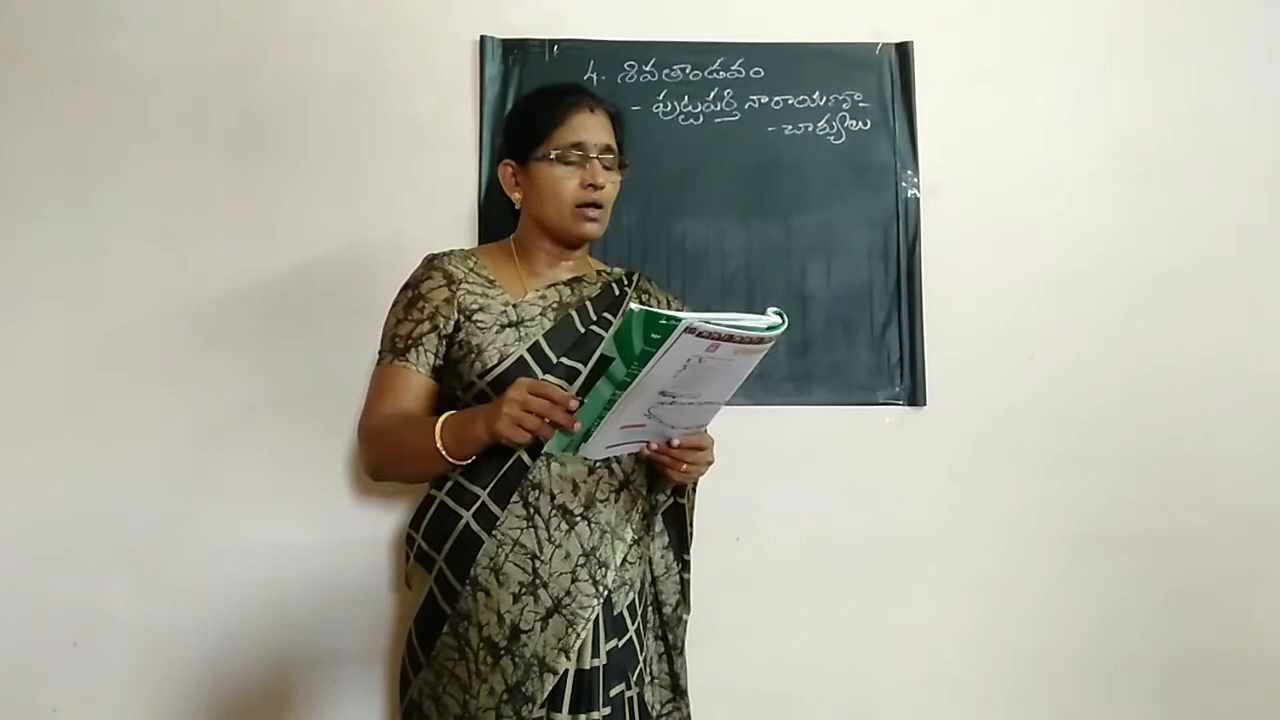 4. శివతాండవం
- పుట్టపర్తి నారాయణా-
- చార్యులు